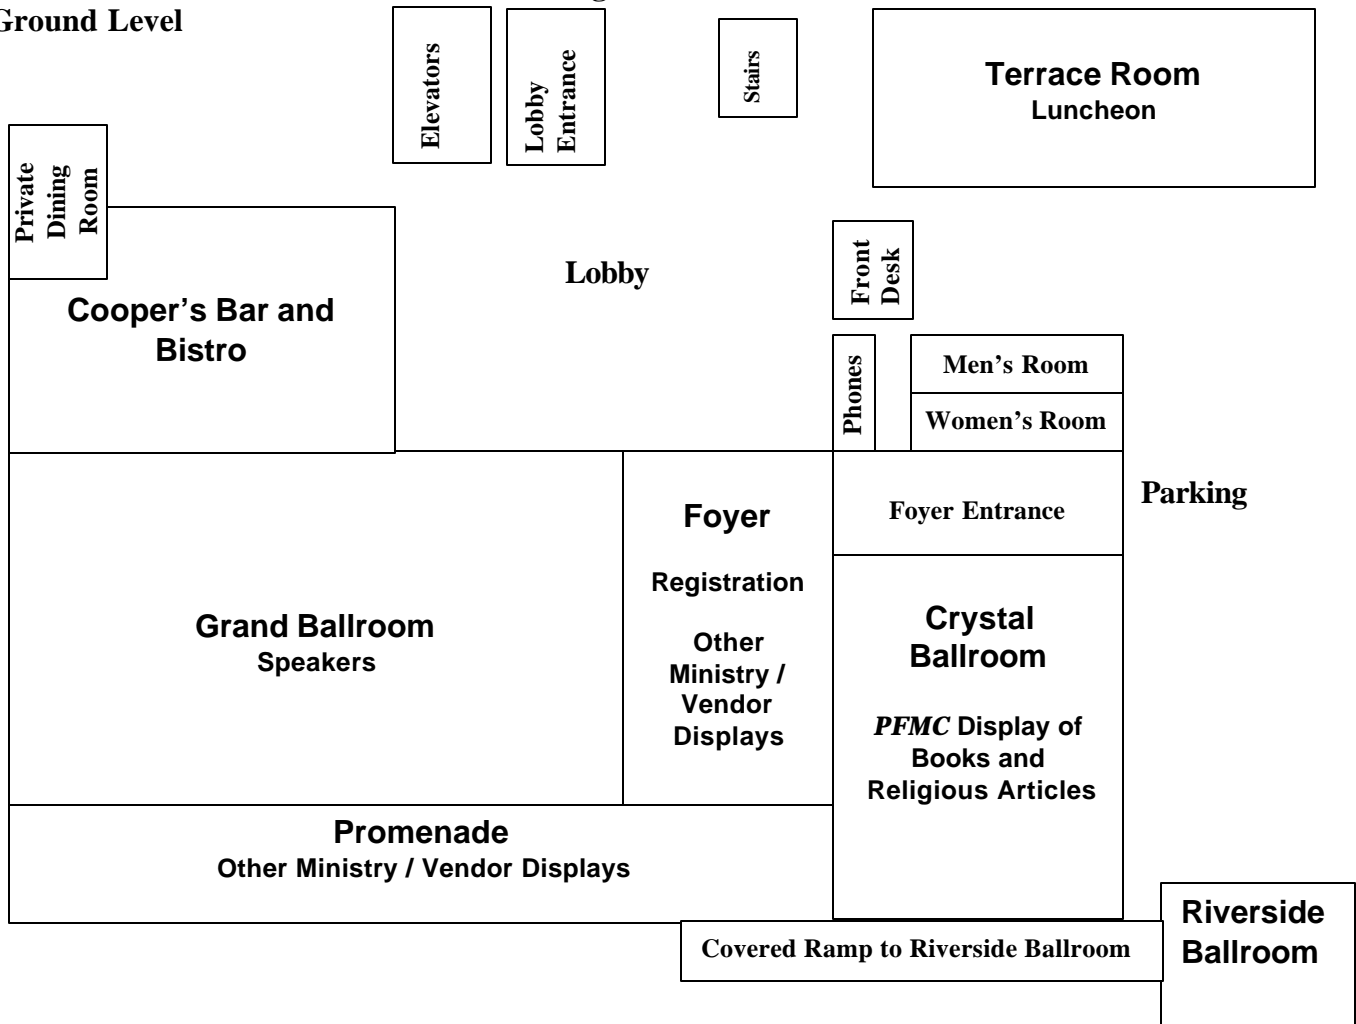 Ground Level
Elevators
Lobby
Entrance
Stairs
Terrace Room
Luncheon
Private
Dining
Room
Lobby
Front
Desk
Cooper’s Bar and
Bistro
Phones
Men’s Room
Women’s Room
Parking
Foyer
Registration
Other
Ministry /
Vendor
Displays
Foyer Entrance
Grand Ballroom
Speakers
Crystal
Ballroom
PFMC Display of
Books and
Religious Articles
Promenade
Other Ministry / Vendor Displays
Covered Ramp to Riverside Ballroom
Riverside
Ballroom